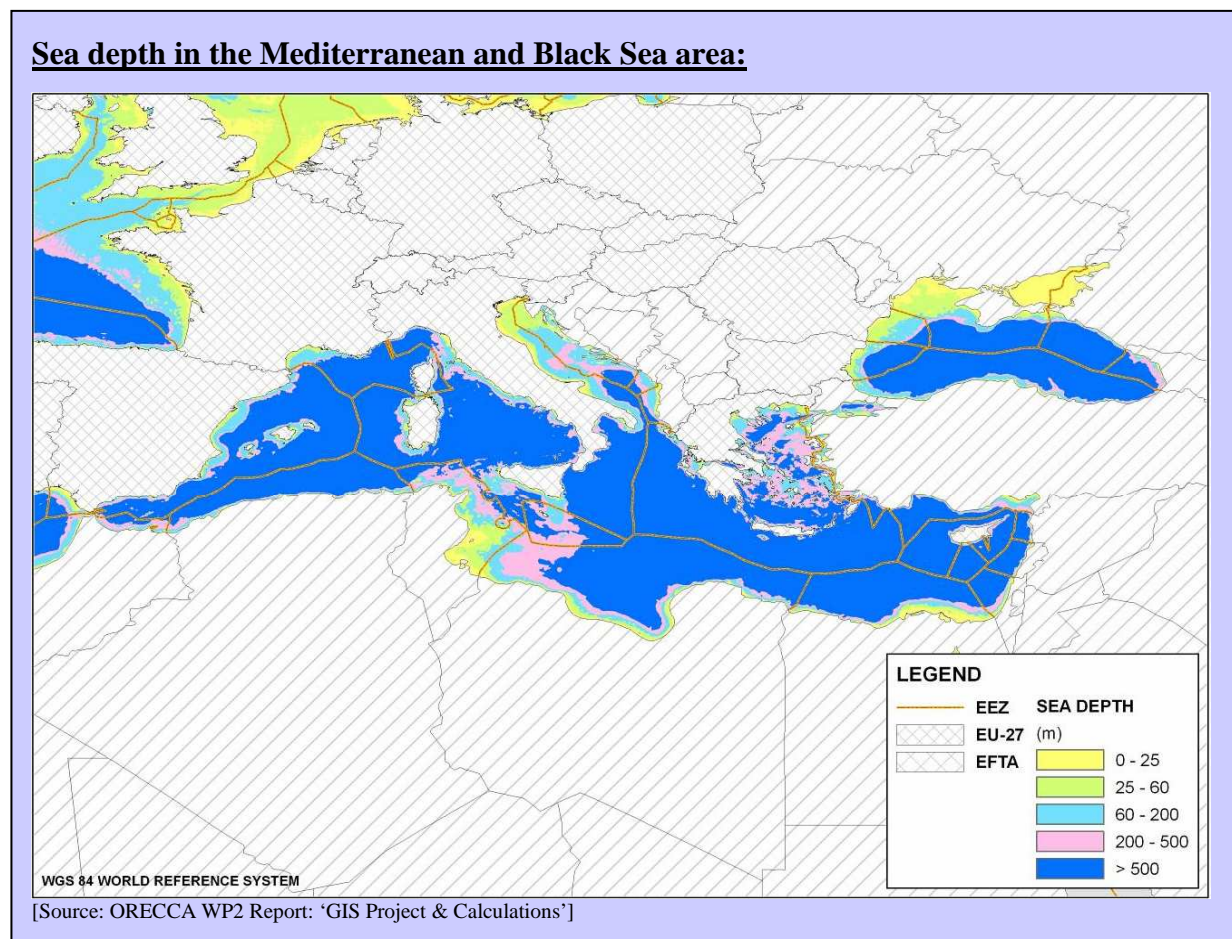 Sea depth in the Mediterranean and Black Sea area:
LEGEND
EEZ
EU-27
EFTA
SEA DEPTH
(m)
0 - 25
25 - 60
60 - 200
200 - 500
> 500
WGS 84 WORLD REFERENCE SYSTEM
[Source: ORECCA WP2 Report: ‘GIS Project & Calculations’]